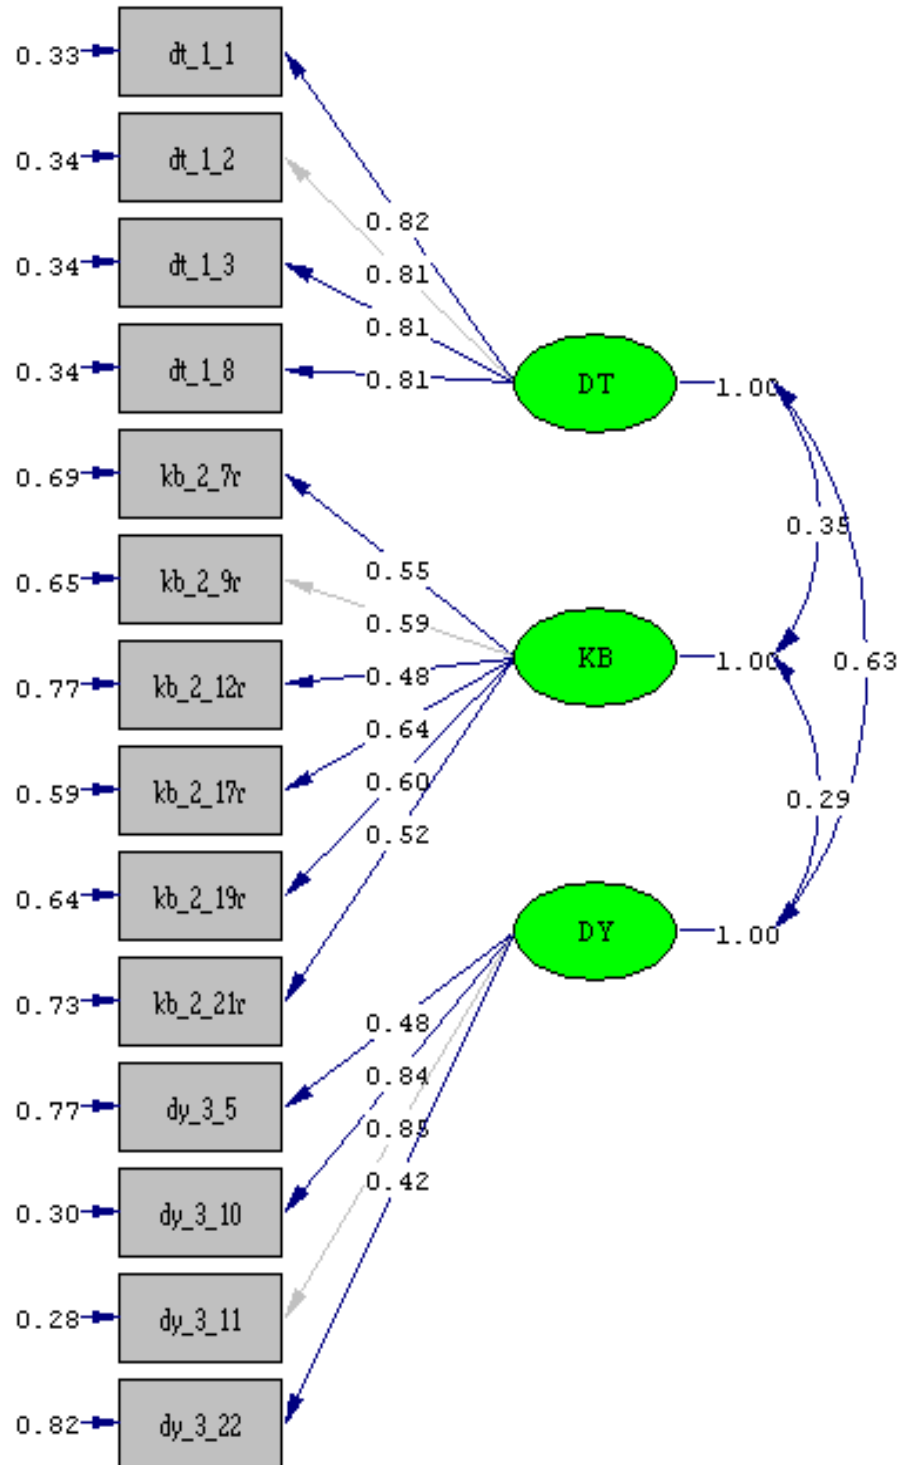 0.33 dt_1_1
0.34 dt_1_2
0.82
0.34 dt_1_3
0.81
0.81
0.34 dt_1_8
0.81 DT 1.00
0.69 kb_2_7r
0.35
0.65 kb_2_9r
0.55
0.59
0.77 kb_2_12r
0.48 KB 1.00 0.63
0.64
0.59 kb_2_17r
0.60 0.29
0.52
0.64 kb_2_19r
DY 1.00
0.73 kb_2_21r
0.48
0.84
0.77 dy_3_5
0.85
0.42
0.30 dy_3_10
0.28 dy_3_11
0.82 dy_3_22